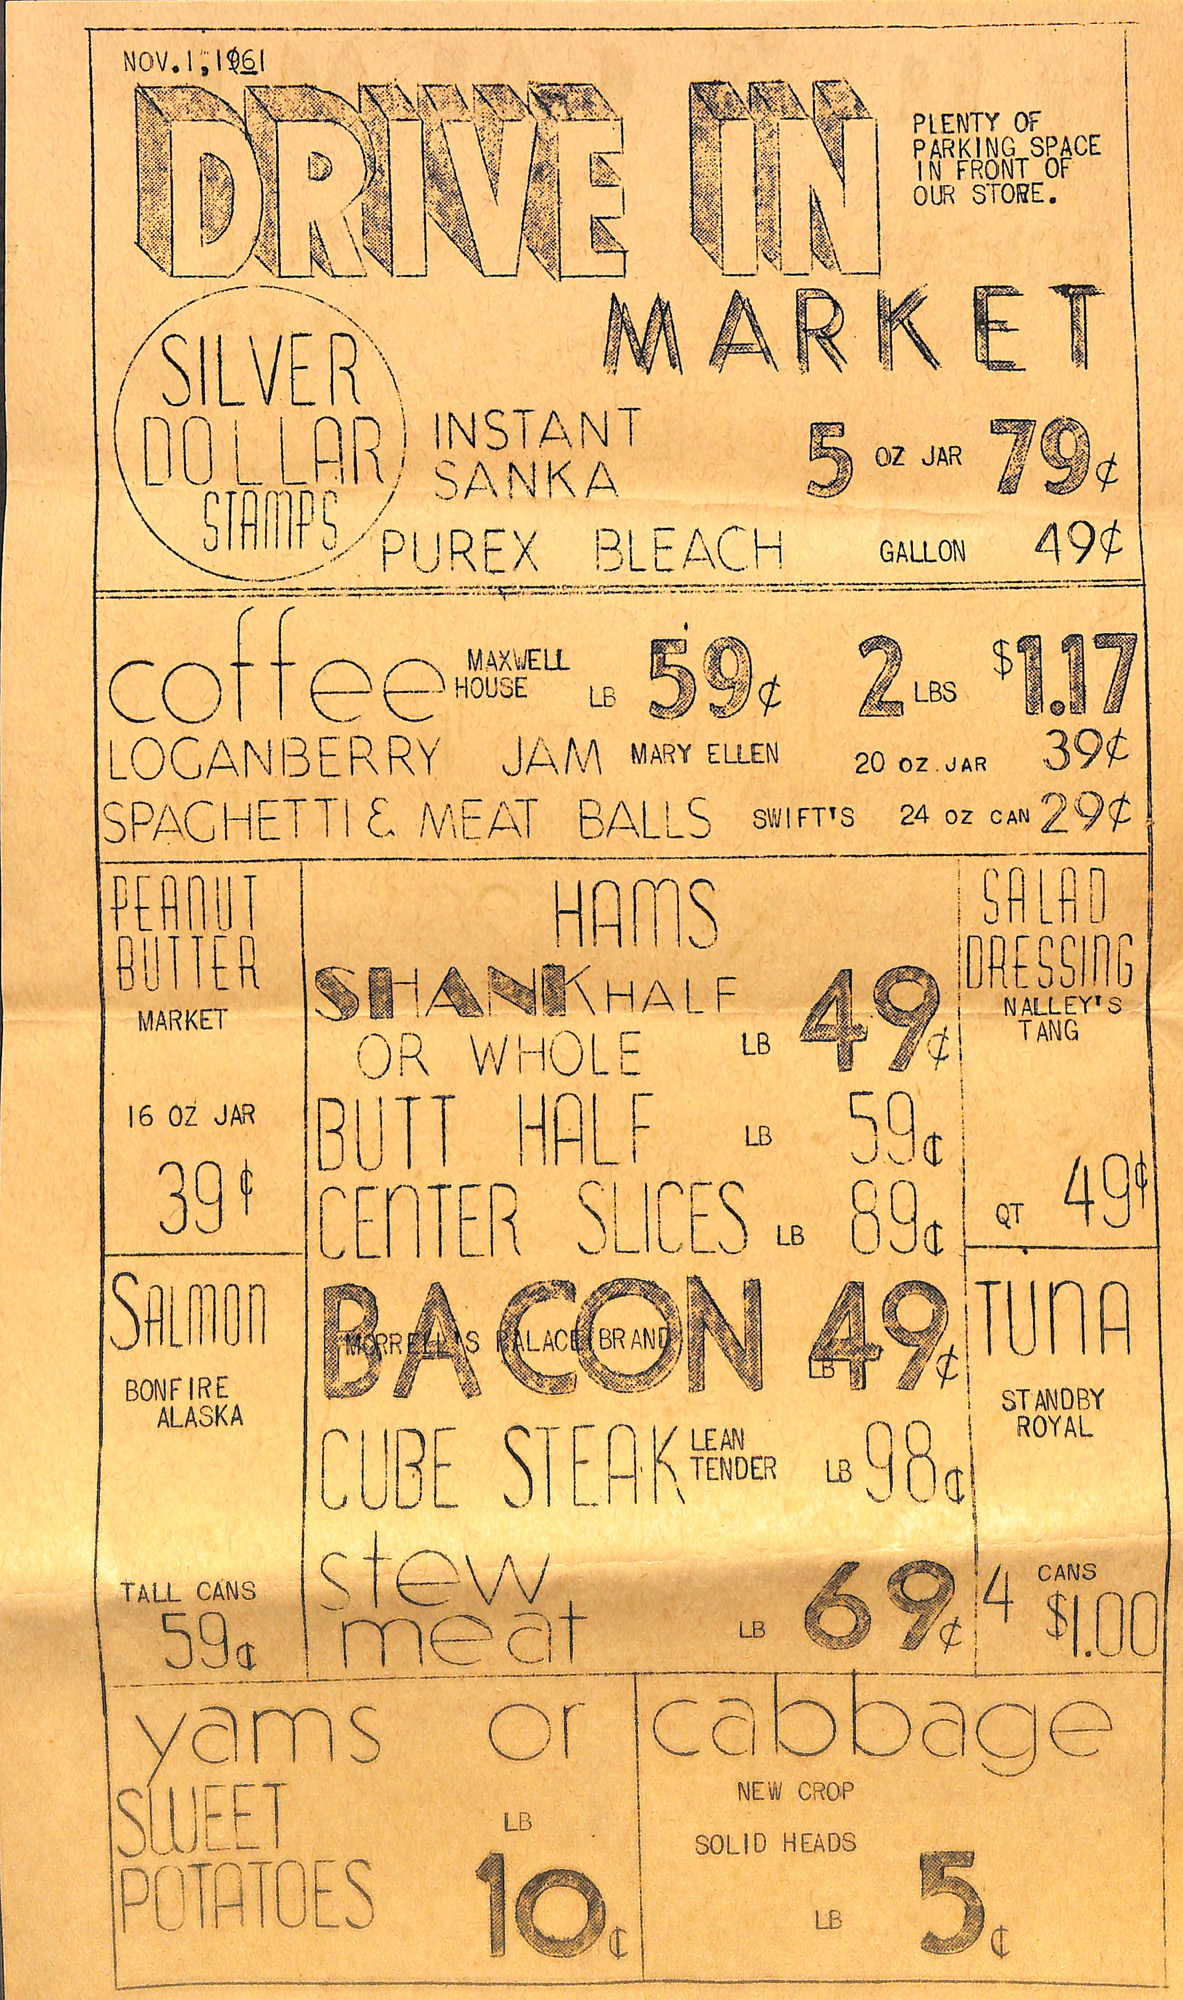 NOV.1,1961
DRIVE IN
PLENTY OF
PARKING SPACE
IN FRONT OF
OUR STORE.
MARKET
SILVER
DOLLAR
STAMPS
INSTANT
SANKA
5 OZ JAR 79¢
PUREX BLEACH GALLON 49¢
coffee MAXWELL
HOUSE LB 59¢ 2 LBS $1.17
LOGANBERRY JAM MARY ELLEN 20 OZ.JAR 39¢
SPAGHETTI & MEAT BALLS SWIFT'S 24 OZ CAN 29¢
PEANUT
BUTTER
MARKET
16 OZ JAR
39¢
HAMS
SHANK HALF
OR WHOLE LB 49¢
BUTT HALF LB 59¢
CENTER SLICES LB 89¢
SALAD
DRESSING
NALLEY'S
TANG
QT 49¢
SALMON
BONFIRE
ALASKA
TALL CANS
59¢
BACON 49¢
MORRELL'S PALACE BRAND LB
CUBE STEAK LEAN
TENDER LB 98¢
stew
meat LB 69¢
TUNA
STANDBY
ROYAL
4 CANS
$1.00
yams or
SWEET
POTATOES
LB
10¢
cabbage
NEW CROP
SOLID HEADS
LB 5¢